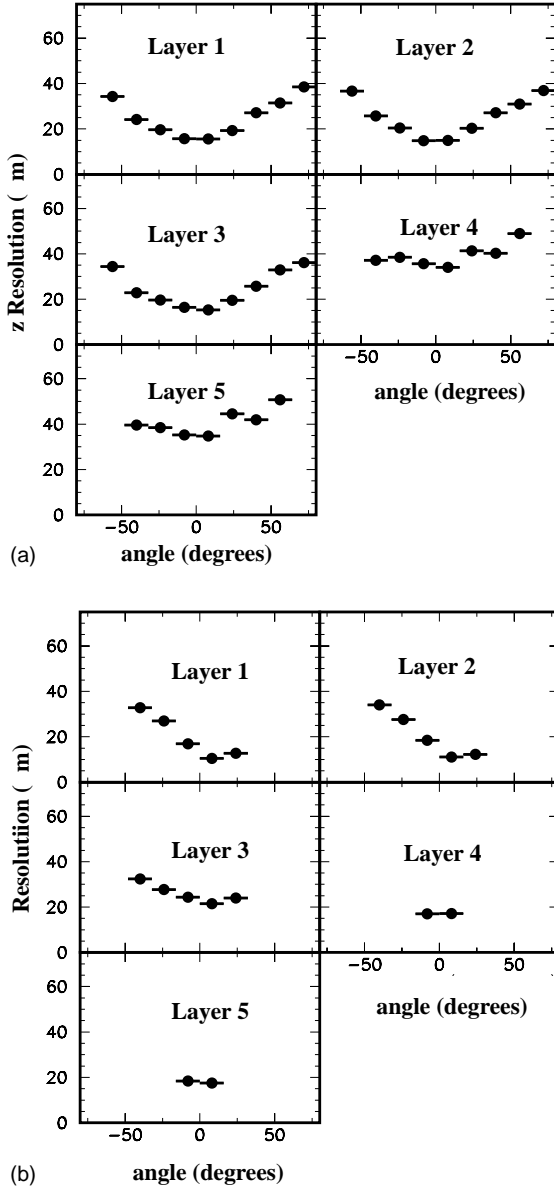 Layer 1
Layer 2
60
40
20
0
Layer 3
Layer 4
60
40
20
0
z Resolution ( m)
−50 0 50
angle (degrees)
Layer 5
60
40
20
0
−50 0 50
(a) angle (degrees)
Layer 1
Layer 2
60
40
20
0
Layer 3
Layer 4
60
40
20
0
Resolutiion ( m)
−50 0 50
angle (degrees)
Layer 5
60
40
20
0
−50 0 50
(b) angle (degrees)